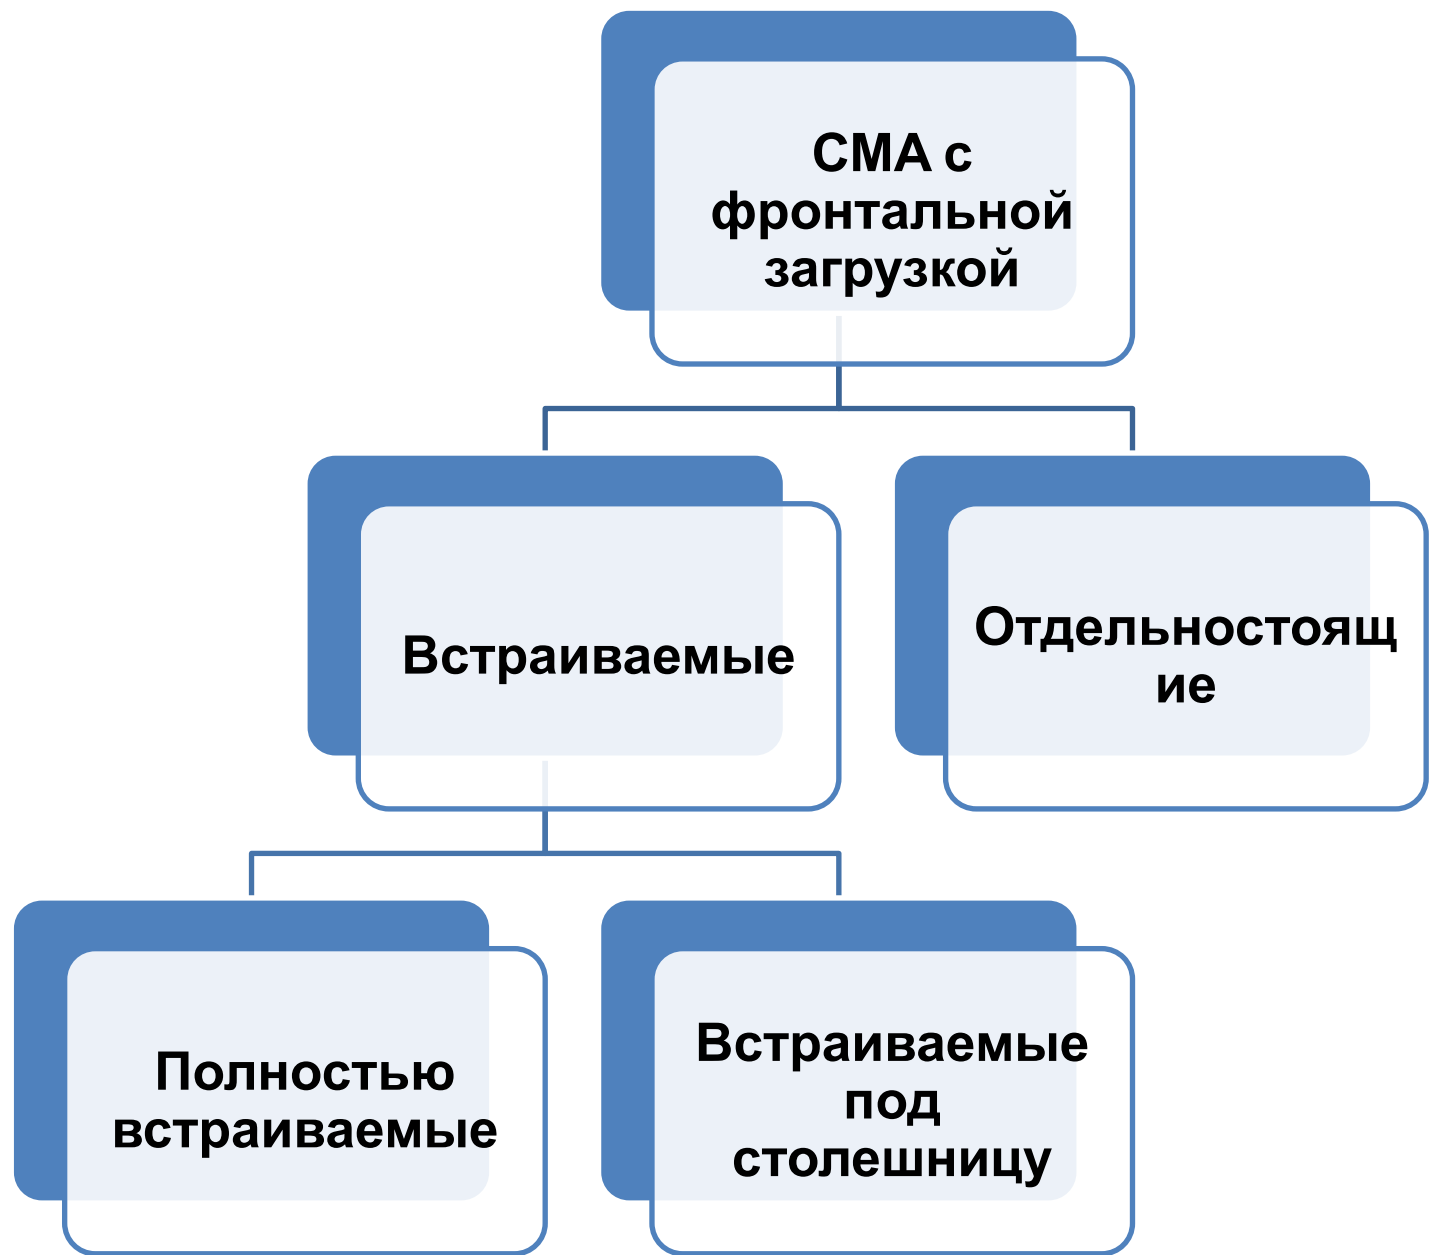 СМА с
фронтальной
загрузкой
Встраиваемые
Отдельностоящ
ие
Полностью
встраиваемые
Встраиваемые
под
столешницу